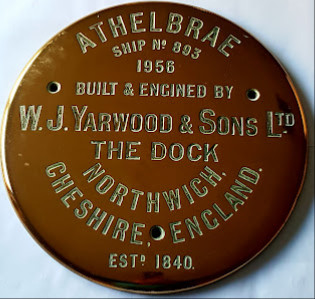 ATHELBRAE
SHIP Nº 893
1956
BUILT & ENGINED BY
W. J. YARWOOD & SONS LTD
THE DOCK
NORTHWICH,
CHESHIRE, ENGLAND.
ESTD 1840.